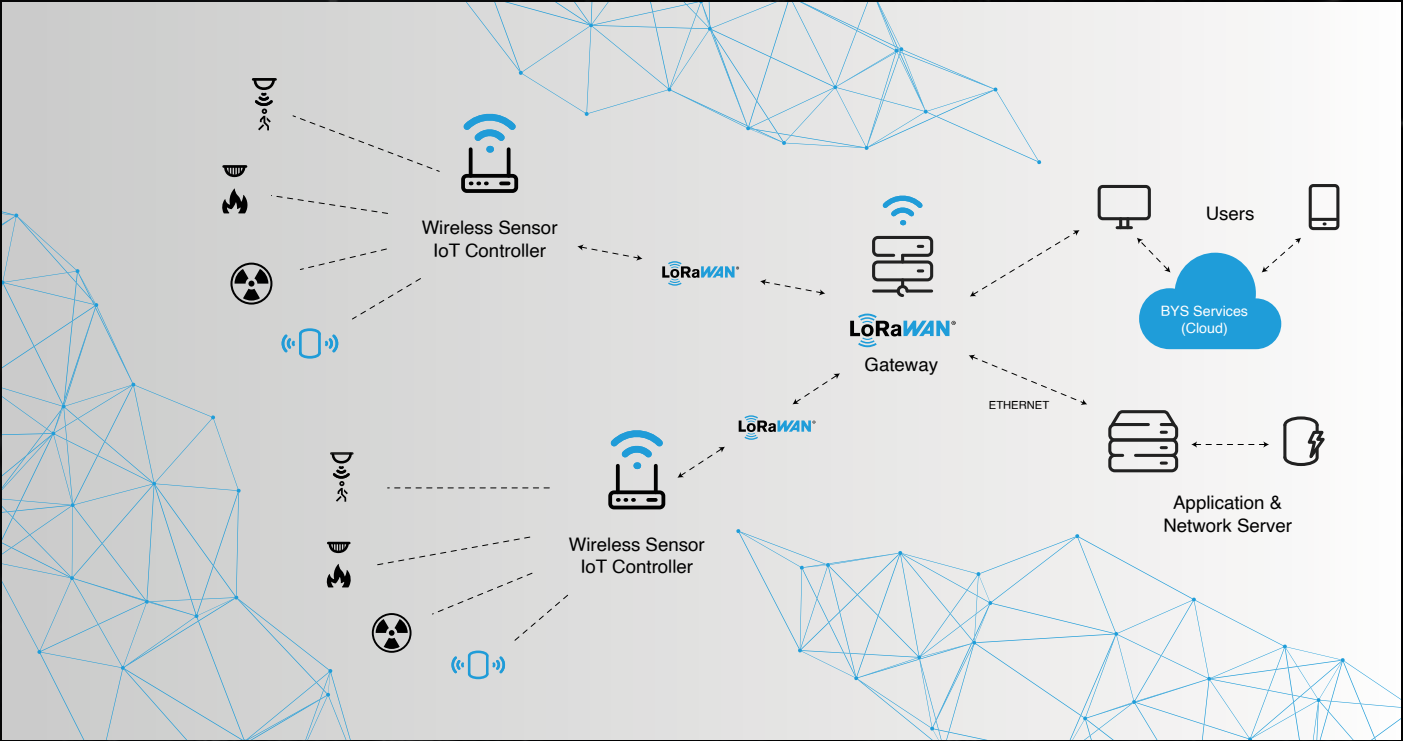 Wireless Sensor
IoT Controller
LoRaWAN®
LoRaWAN®
Gateway
Users
BYS Services
(Cloud)
ETHERNET
LoRaWAN®
Wireless Sensor
IoT Controller
Application &
Network Server